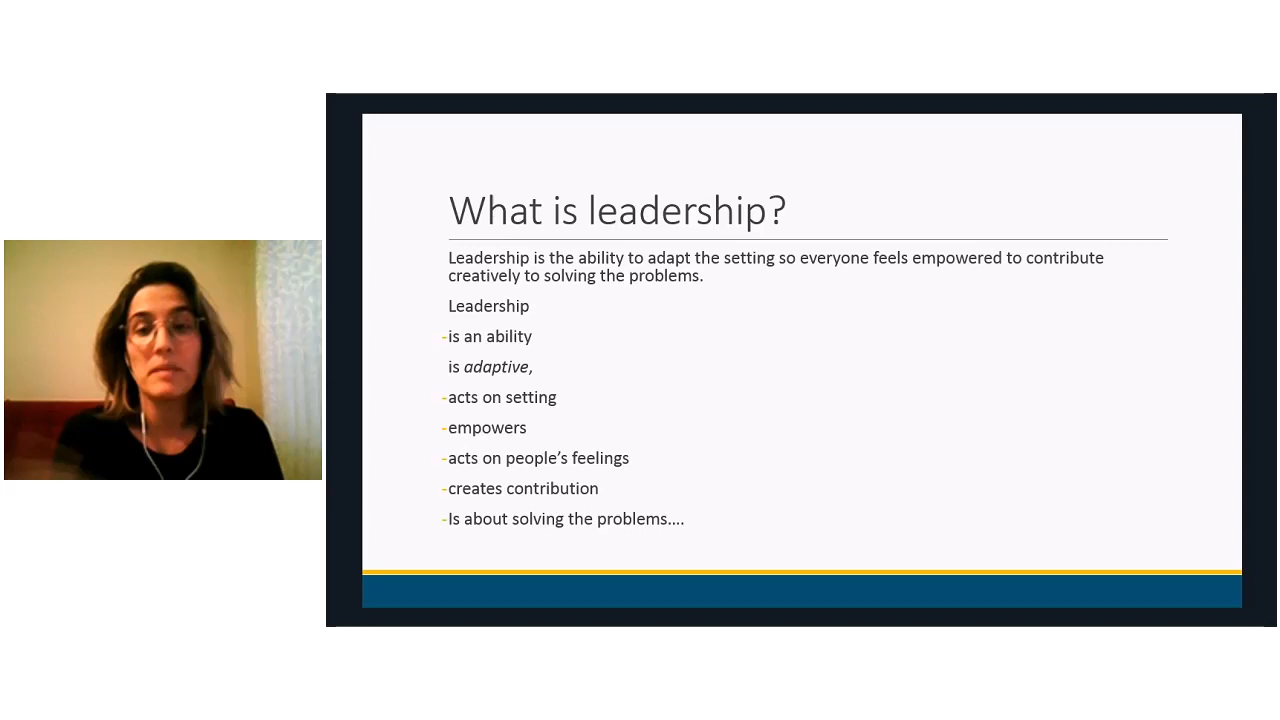 What is leadership?
Leadership is the ability to adapt the setting so everyone feels empowered to contribute
creatively to solving the problems.
Leadership
-is an ability
is adaptive,
-acts on setting
-empowers
-acts on people’s feelings
-creates contribution
-Is about solving the problems....